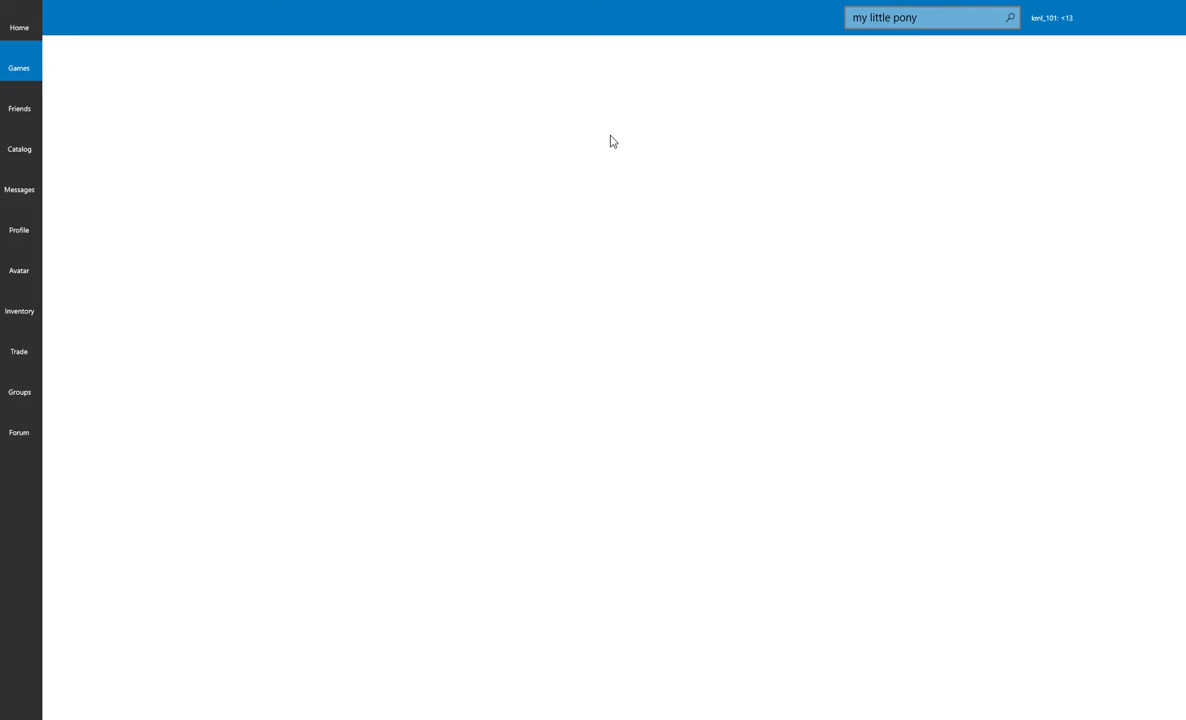 my little pony
kml_101: <13
Home
Games
Friends
Catalog
Messages
Profile
Avatar
Inventory
Trade
Groups
Forum